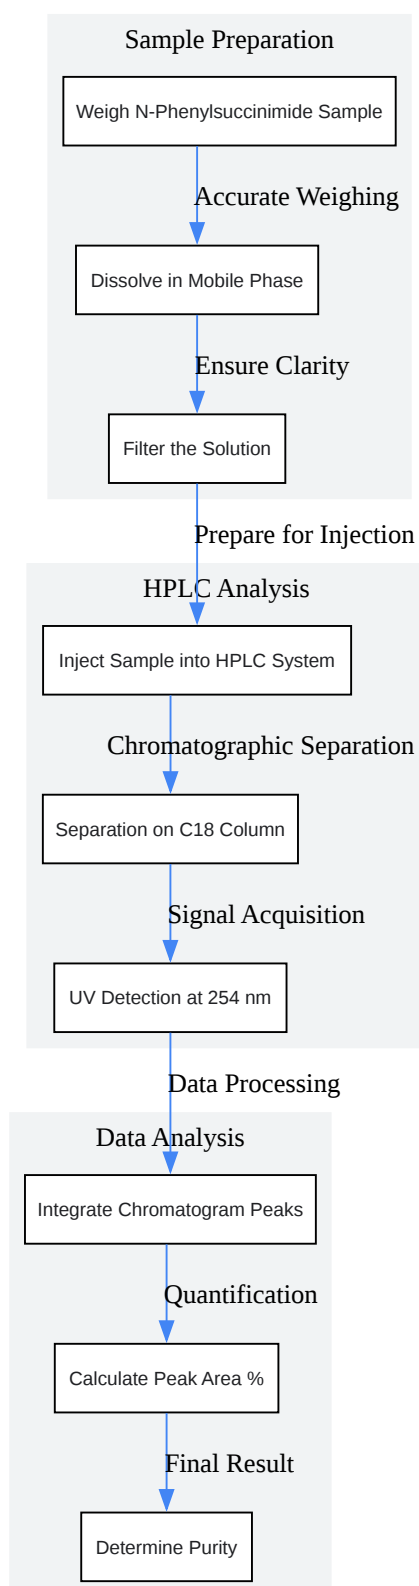 Sample Preparation
Weigh N-Phenylsuccinimide Sample
Accurate Weighing
Dissolve in Mobile Phase
Ensure Clarity
Filter the Solution
Prepare for Injection
HPLC Analysis
Inject Sample into HPLC System
Chromatographic Separation
Separation on C18 Column
Signal Acquisition
UV Detection at 254 nm
Data Processing
Data Analysis
Integrate Chromatogram Peaks
Quantification
Calculate Peak Area %
Final Result
Determine Purity